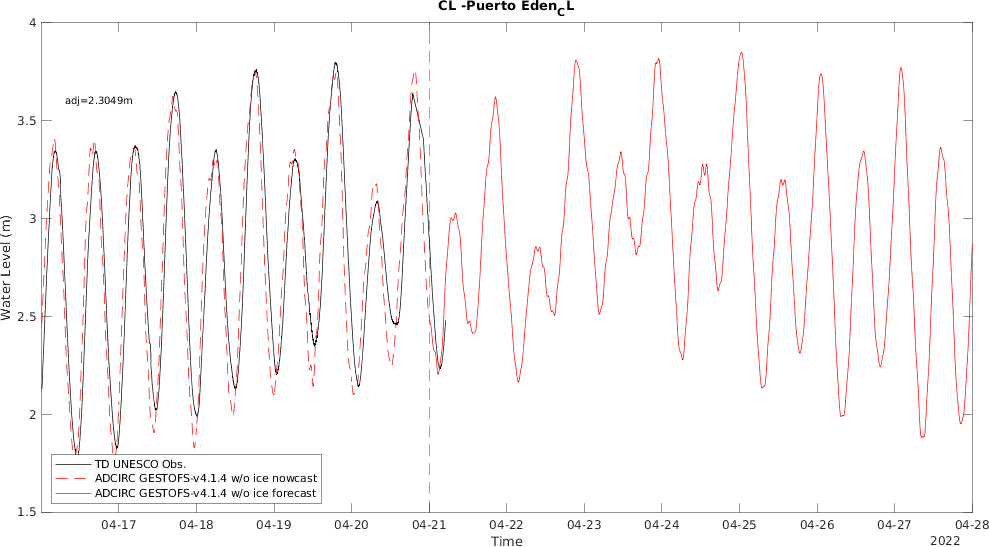 CL -Puerto Eden_CL
4
3.5
3
2.5
2
1.5
Water Level (m)
adj=2.3049m
TD UNESCO Obs.
ADCIRC GESTOFS-v4.1.4 w/o ice nowcast
ADCIRC GESTOFS-v4.1.4 w/o ice forecast
04-17 04-18 04-19 04-20 04-21 04-22 04-23 04-24 04-25 04-26 04-27 04-28
Time
2022